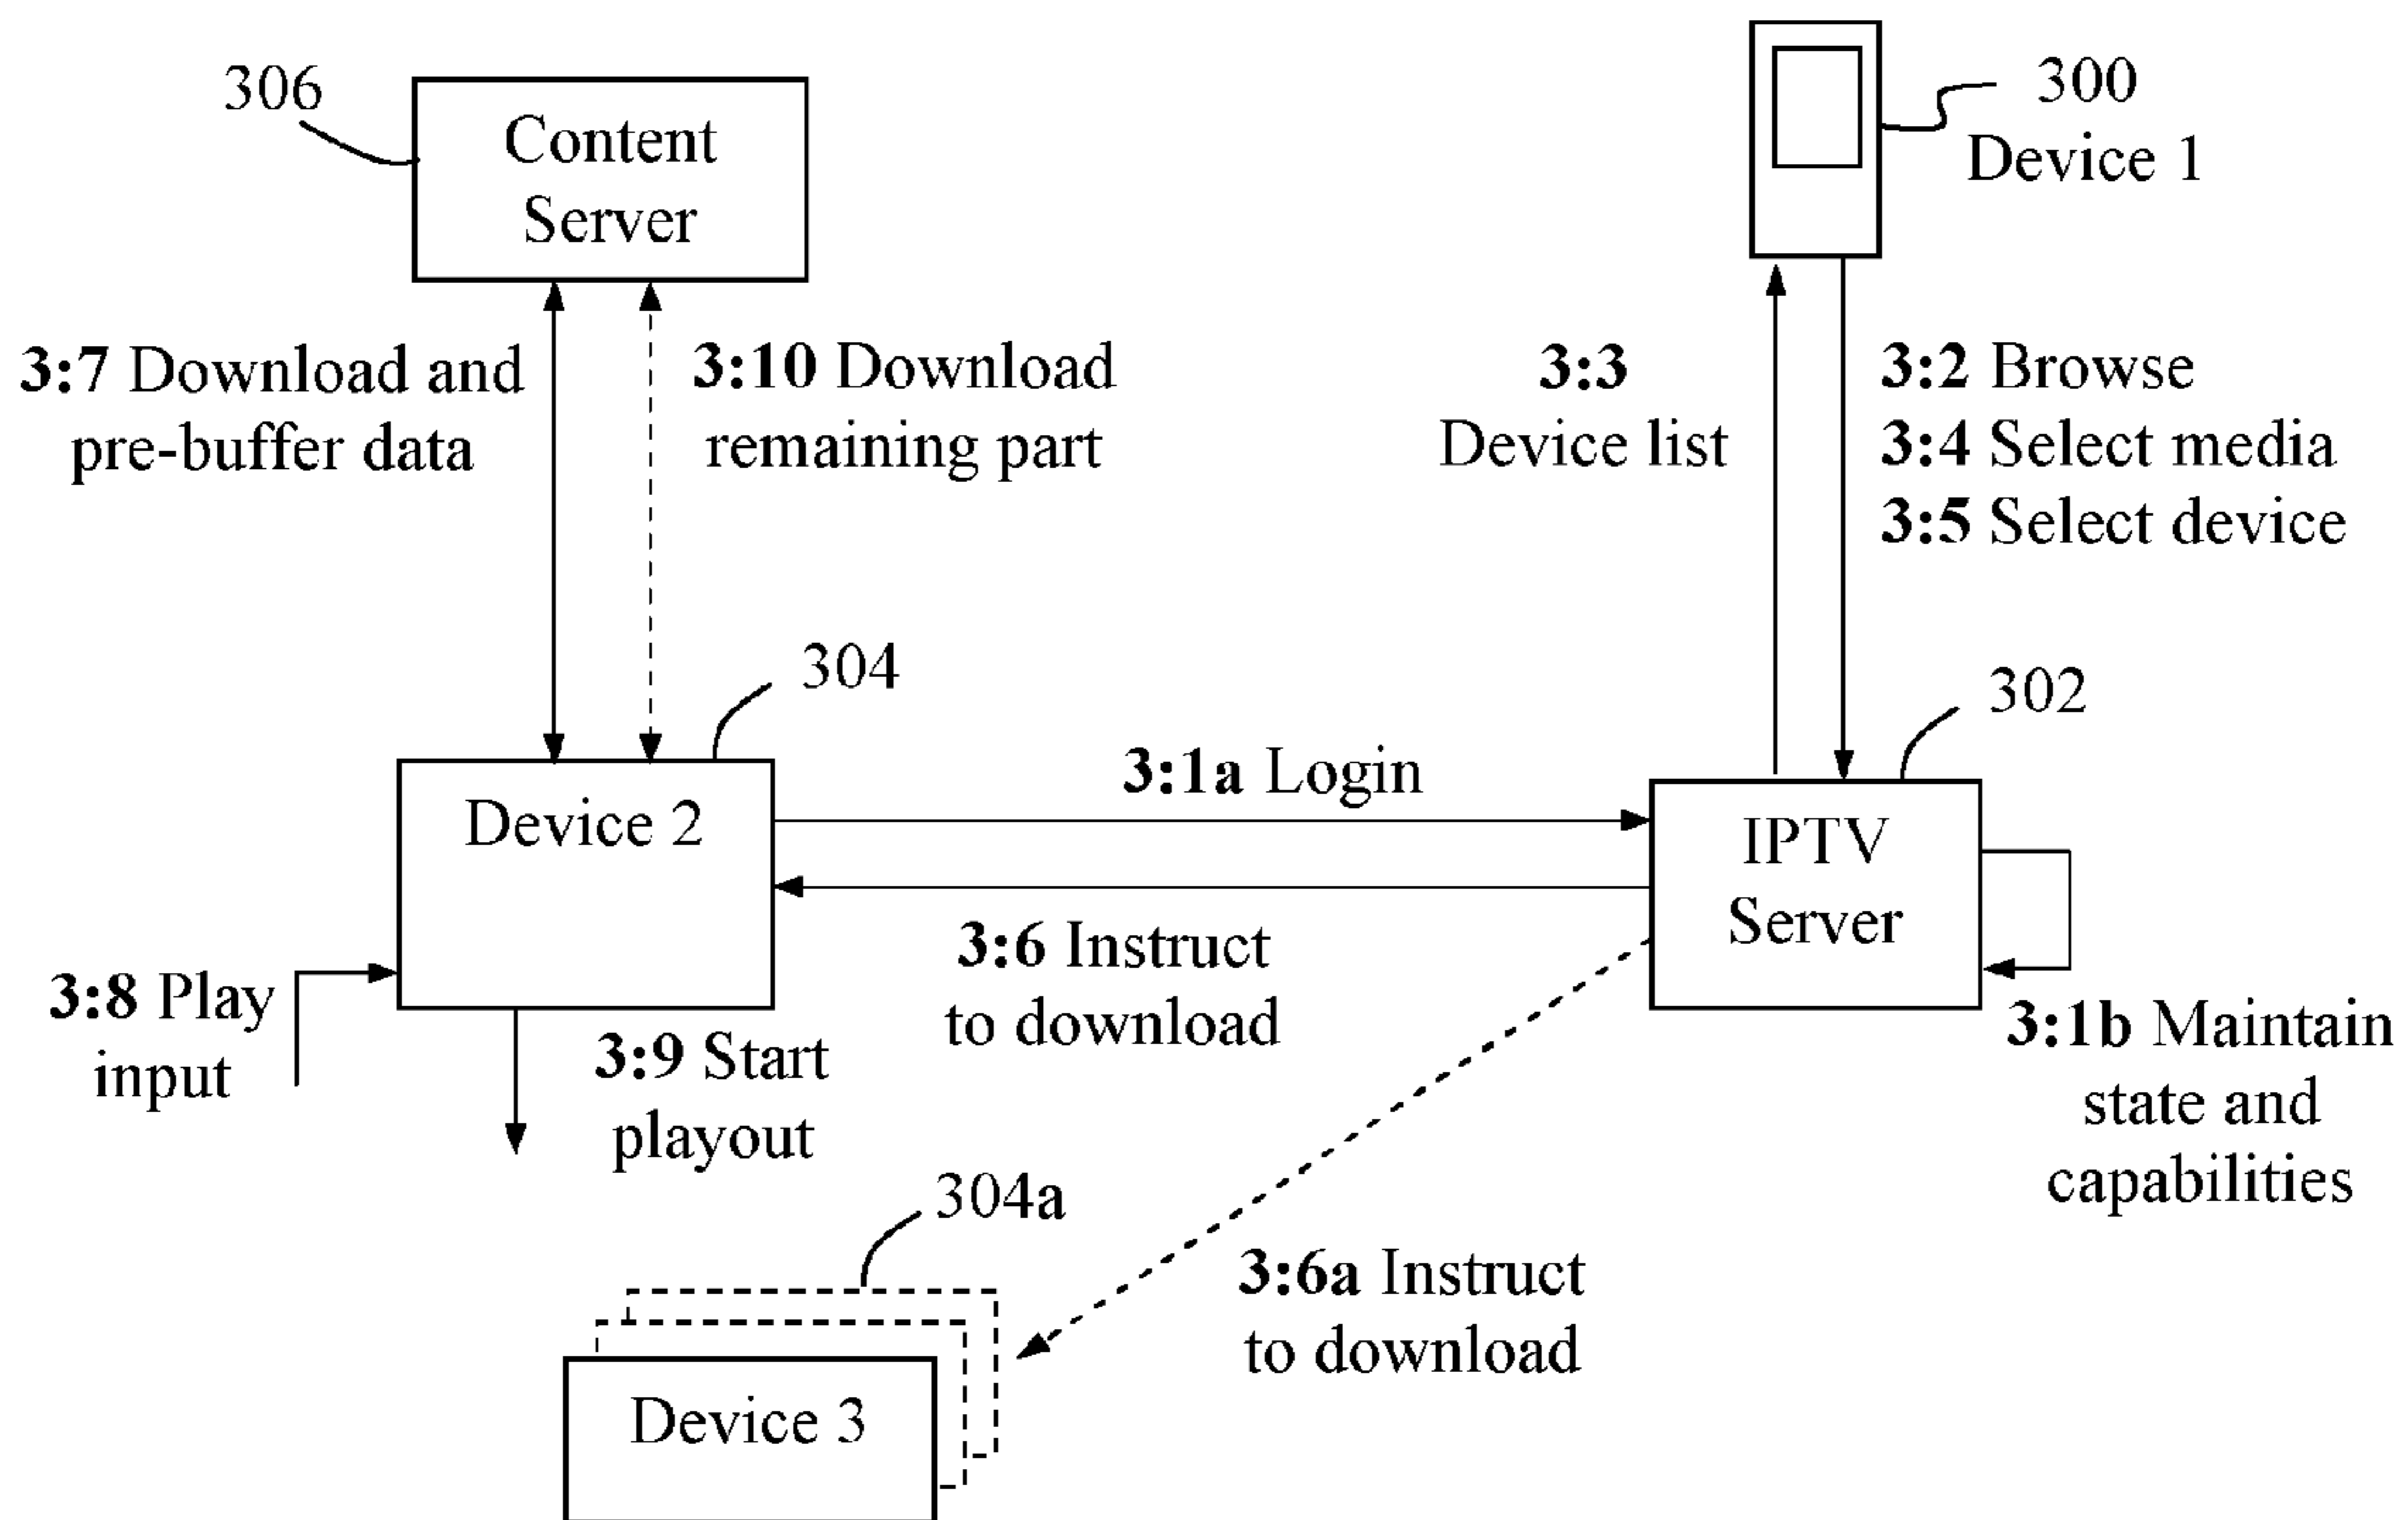 306
Content
Server
300
Device 1
3:7 Download and
pre-buffer data
3:10 Download
remaining part
3:3
Device list
3:2 Browse
3:4 Select media
3:5 Select device
304
302
Device 2
3:1a Login
IPTV
Server
3:6 Instruct
to download
3:8 Play
input
3:9 Start
playout
3:1b Maintain
state and
capabilities
304a
3:6a Instruct
to download
Device 3